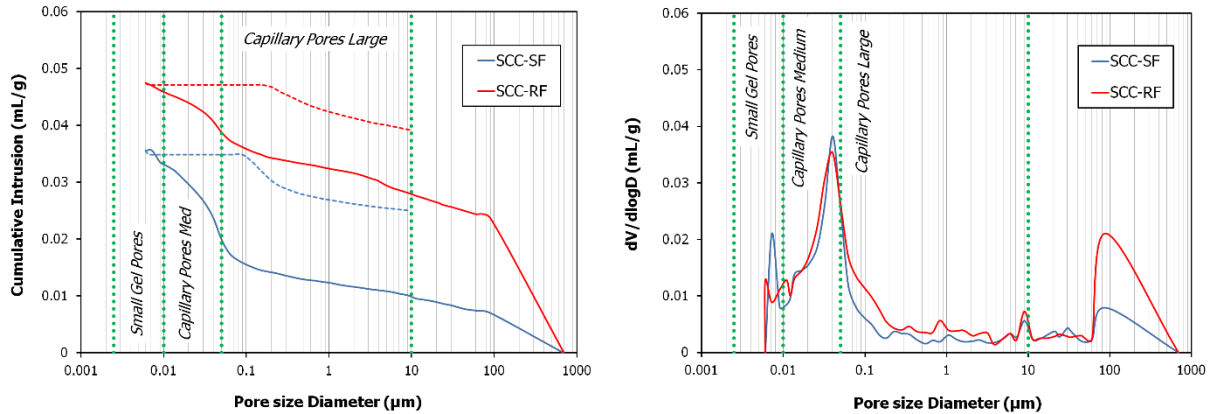 0.06
0.05
0.04
0.03
0.02
0.01
0
Cumulative Intrusion (mL/g)
Small Gel Pores
Capillary Pores Med
Capillary Pores Large
SCC-SF
SCC-RF
0.001 0.01 0.1 1 10 100 1000
Pore size Diameter (μm)
0.06
0.05
0.04
0.03
0.02
0.01
0
dV/dlogD (mL/g)
Small Gel Pores
Capillary Pores Medium
Capillary Pores Large
SCC-SF
SCC-RF
0.001 0.01 0.1 1 10 100 1000
Pore size Diameter (μm)